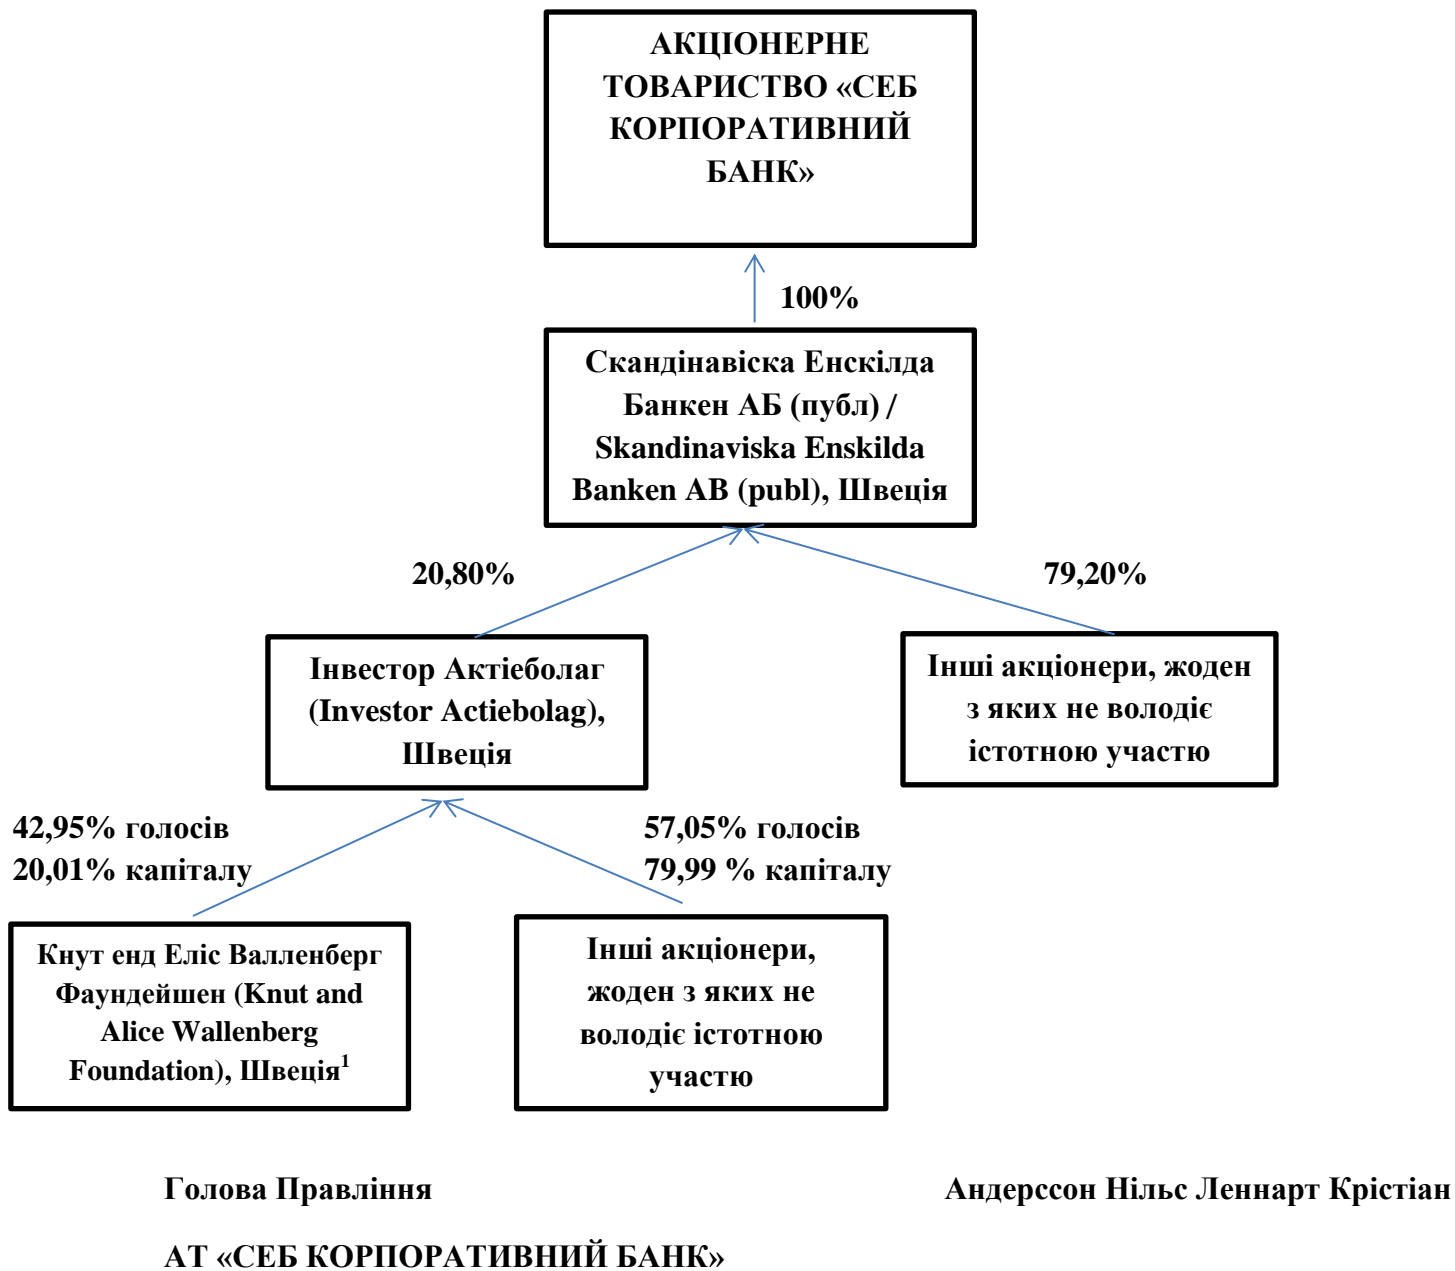 АКЦІОНЕРНЕ
ТОВАРИСТВО «СЕБ
КОРПОРАТИВНИЙ
БАНК»
100%
Скандінавіска Енскілда
Банкен АБ (публ) /
Skandinaviska Enskilda
Banken AB (publ), Швеція
20,80%
79,20%
Інвестор Актіеболаг
(Investor Actiebolag),
Швеція
Інші акціонери, жоден
з яких не володіє
істотною участю
42,95% голосів
20,01% капіталу
57,05% голосів
79,99 % капіталу
Кнут енд Еліс Валленберг
Фаундейшен (Knut and
Alice Wallenberg
Foundation), Швеція¹
Інші акціонери,
жоден з яких не
володіє істотною
участю
Голова Правління
Андерссон Нільс Леннарт Крістіан
АТ «СЕБ КОРПОРАТИВНИЙ БАНК»